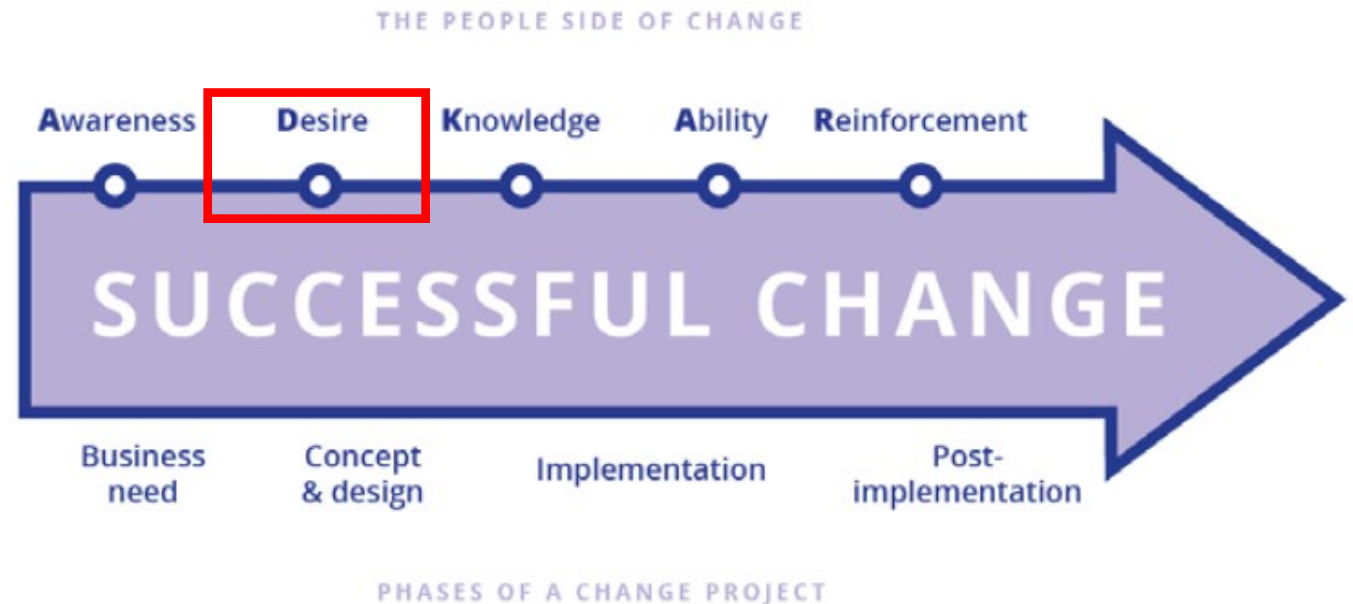 THE PEOPLE SIDE OF CHANGE
Awareness Desire Knowledge Ability Reinforcement
SUCCESSFUL CHANGE
Business need
Concept & design
Implementation
Post-implementation
PHASES OF A CHANGE PROJECT